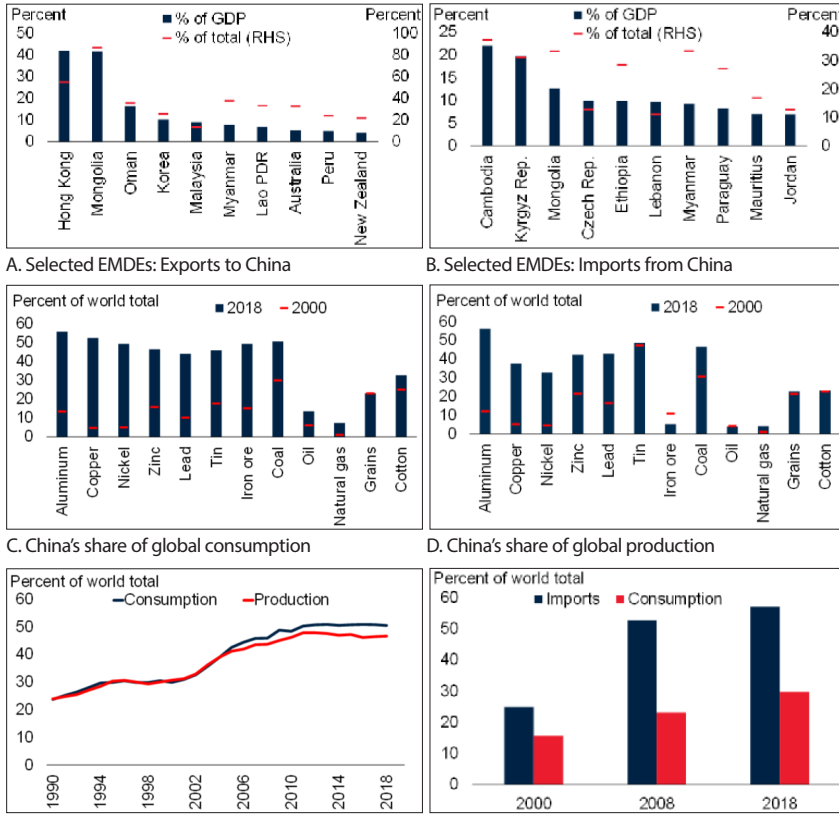 Percent
% of GDP
% of total (RHS)
Percent
50
40
30
20
10
0
100
80
60
40
20
0
Hong Kong
Mongolia
Oman
Korea
Malaysia
Myanmar
Lao PDR
Australia
Peru
New Zealand
A. Selected EMDEs: Exports to China
Percent
% of GDP
% of total (RHS)
Percent
25
20
15
10
5
0
40
30
20
10
0
Cambodia
Kyrgyz Rep.
Mongolia
Czech Rep.
Ethiopia
Lebanon
Myanmar
Paraguay
Mauritius
Jordan
B. Selected EMDEs: Imports from China
Percent of world total
2018
2000
60
50
40
30
20
10
0
Aluminum
Copper
Nickel
Zinc
Lead
Tin
Iron ore
Coal
Oil
Natural gas
Grains
Cotton
C. China's share of global consumption
Percent of world total
2018
2000
60
50
40
30
20
10
0
Aluminum
Copper
Nickel
Zinc
Lead
Tin
Iron ore
Coal
Oil
Natural gas
Grains
Cotton
D. China's share of global production
Percent of world total
Consumption
Production
60
50
40
30
20
10
0
1990
1994
1998
2002
2006
2010
2014
2018
Percent of world total
Imports
Consumption
60
50
40
30
20
10
0
2000
2008
2018